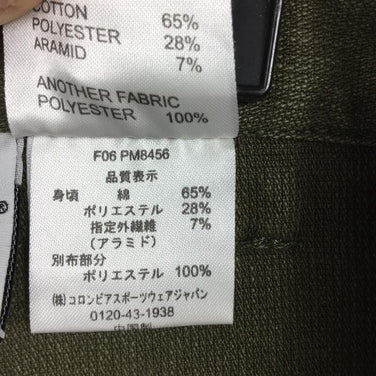 COTTON 65%
POLYESTER 28%
ARAMID 7%
ANOTHER FABRIC
POLYESTER 100%
®
F06 PM8456
品質表示
身頃 綿 65%
ポリエステル 28%
指定外繊維 7%
(アラミド)
別布部分
ポリエステル 100%
(株)コロンビアスポーツウェアジャパン
0120-43-1938
中国製